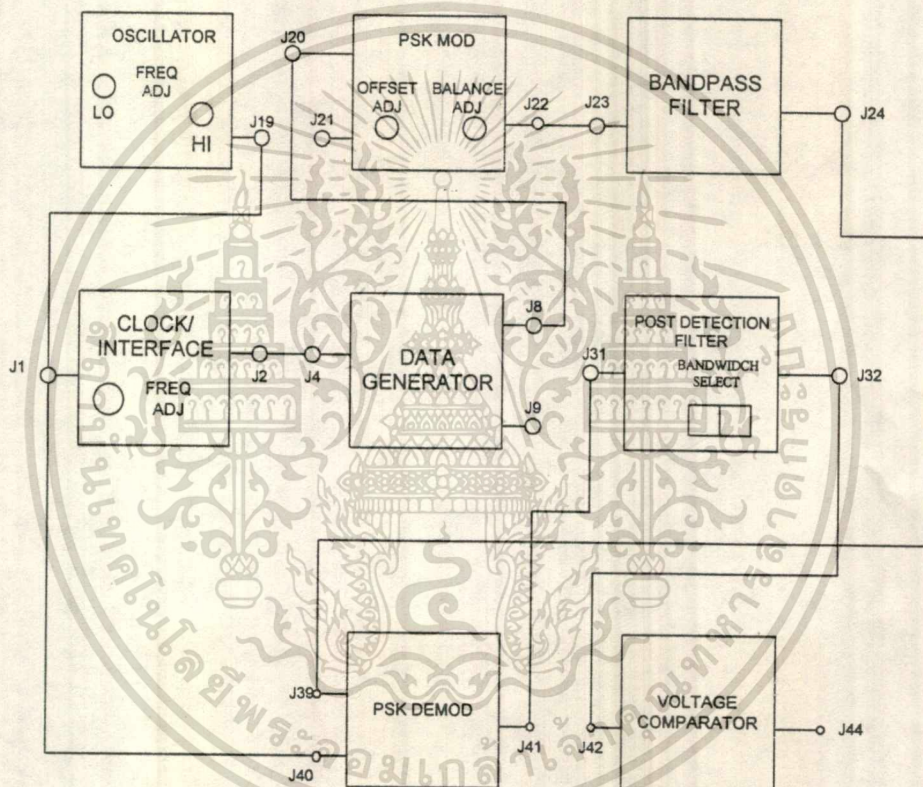 OSCILLATOR
FREQ
ADJ
LO
HI
J19
J20
J21
PSK MOD
OFFSET
ADJ
BALANCE
ADJ
J22
J23
BANDPASS
FILTER
J24
J1
CLOCK/
INTERFACE
FREQ
ADJ
J2
J4
DATA
GENERATOR
J8
J9
J31
POST DETECTION
FILTER
BANDWIDCH
SELECT
J32
J39
J40
PSK DEMOD
J41
J42
VOLTAGE
COMPARATOR
J44